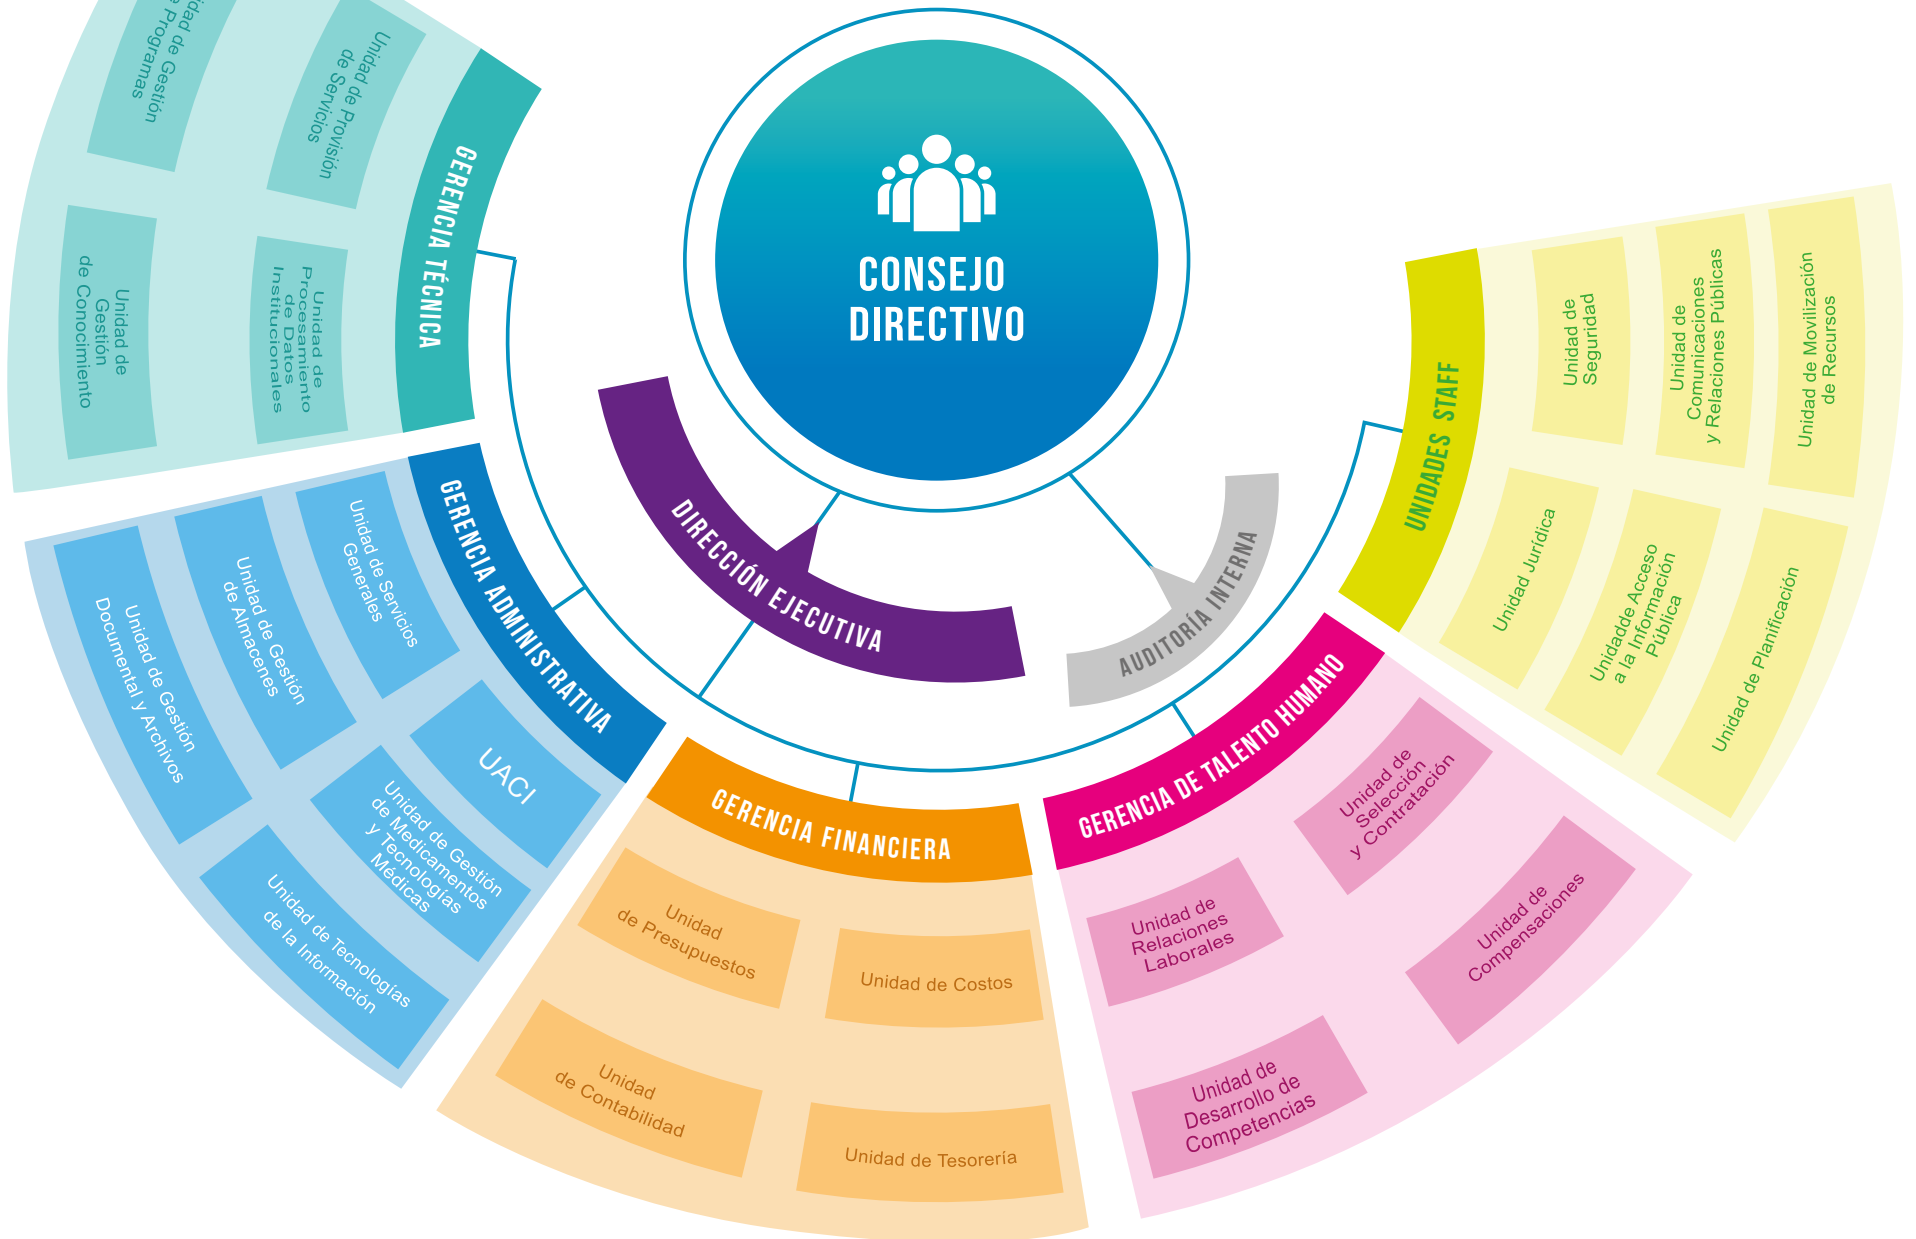 CONSEJO
DIRECTIVO
DIRECCIÓN EJECUTIVA
AUDITORÍA INTERNA
GERENCIA TÉCNICA
de Gestión
Programas
Unidad de Provisión
de Servicios
Unidad de
Gestión
de Conocimiento
Unidad de
Procesamiento
de Datos
Institucionales
GERENCIA ADMINISTRATIVA
Unidad de Servicios
Generales
Unidad de Gestión
de Almacenes
Unidad de Gestión
Documental y Archivos
UACI
Unidad de Gestión
de Medicamentos
y Tecnologías
Médicas
Unidad de Tecnologías
de la Información
GERENCIA FINANCIERA
Unidad
de Presupuestos
Unidad de Costos
Unidad
de Contabilidad
Unidad de Tesorería
GERENCIA DE TALENTO HUMANO
Unidad de
Selección
y Contratación
Unidad de
Relaciones
Laborales
Unidad de
Compensaciones
Unidad de
Desarrollo de
Competencias
UNIDADES STAFF
Unidad de
Seguridad
Unidad de
Comunicaciones
y Relaciones Públicas
Unidad de Movilización
de Recursos
Unidad Jurídica
Unidadde Acceso
a la Información
Pública
Unidad de Planificación